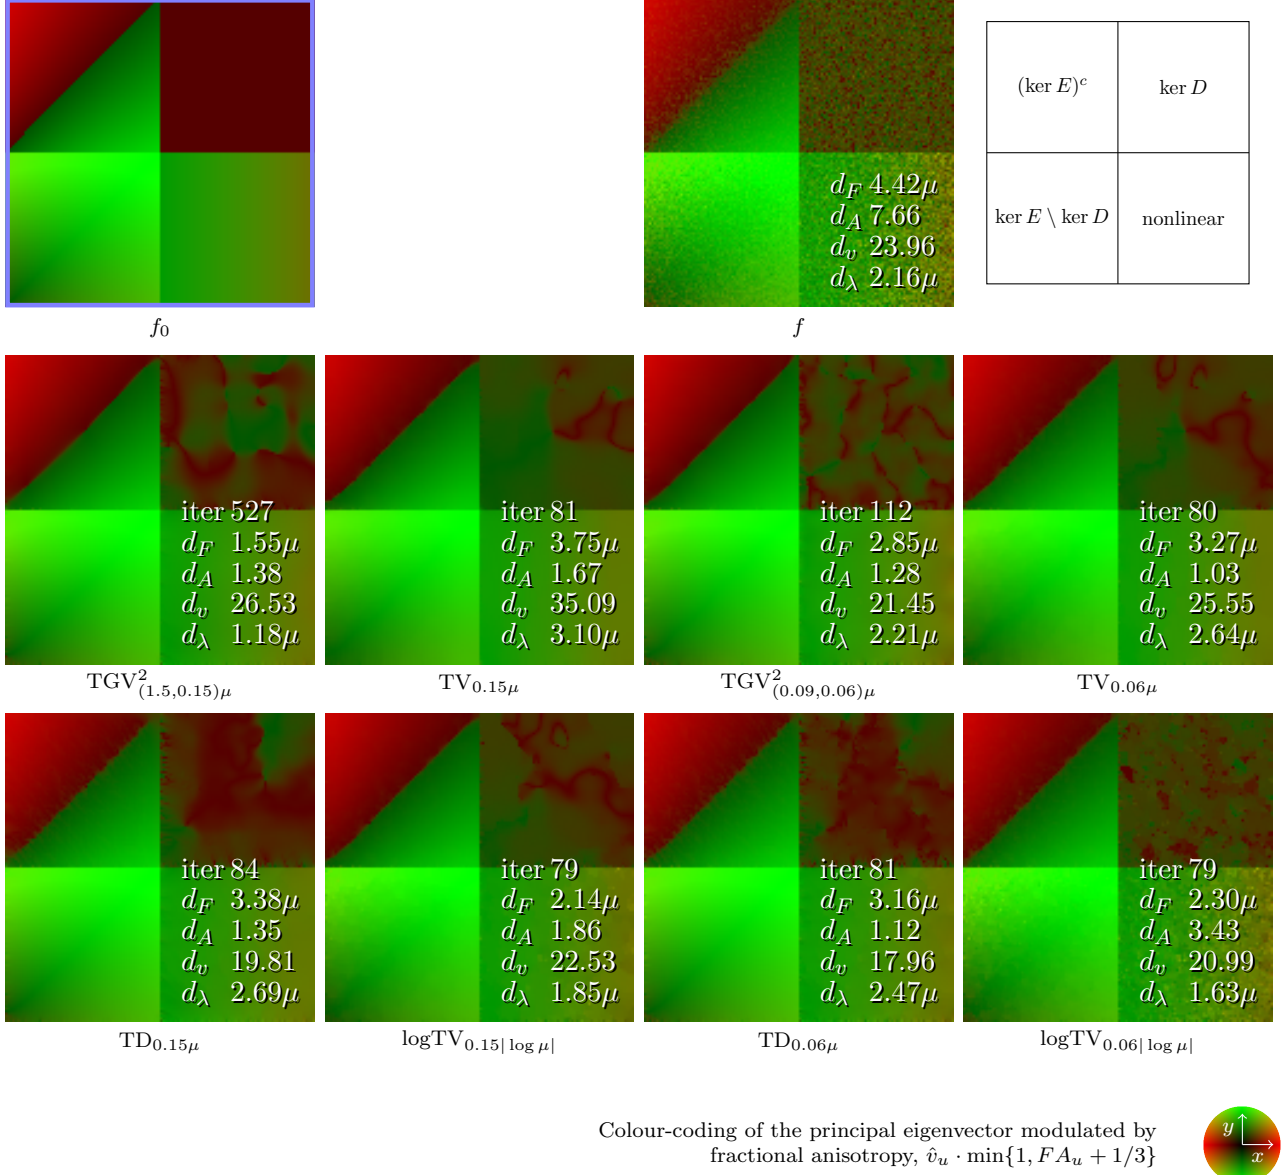 f₀
d_F 4.42μ
d_A 7.66
d_v 23.96
d_λ 2.16μ
f
(ker E)ᶜ
ker D
ker E \ ker D
nonlinear
iter 527
d_F 1.55μ
d_A 1.38
d_v 26.53
d_λ 1.18μ
TGV²_(1.5,0.15)μ
iter 81
d_F 3.75μ
d_A 1.67
d_v 35.09
d_λ 3.10μ
TV_0.15μ
iter 112
d_F 2.85μ
d_A 1.28
d_v 21.45
d_λ 2.21μ
TGV²_(0.09,0.06)μ
iter 80
d_F 3.27μ
d_A 1.03
d_v 25.55
d_λ 2.64μ
TV_0.06μ
iter 84
d_F 3.38μ
d_A 1.35
d_v 19.81
d_λ 2.69μ
TD_0.15μ
iter 79
d_F 2.14μ
d_A 1.86
d_v 22.53
d_λ 1.85μ
logTV_0.15| log μ|
iter 81
d_F 3.16μ
d_A 1.12
d_v 17.96
d_λ 2.47μ
TD_0.06μ
iter 79
d_F 2.30μ
d_A 3.43
d_v 20.99
d_λ 1.63μ
logTV_0.06| log μ|
Colour-coding of the principal eigenvector modulated by
fractional anisotropy, v̂_u · min{1, FA_u + 1/3}
y
x